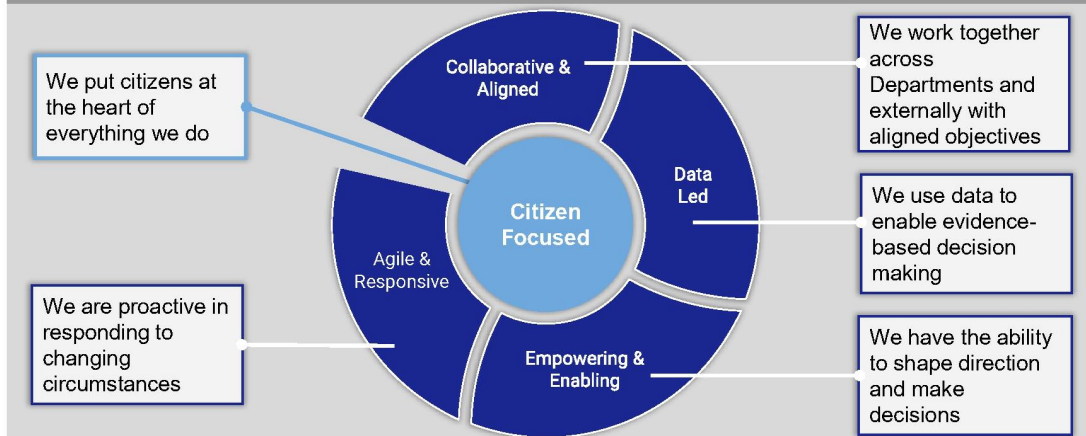 We put citizens at
the heart of
everything we do
Collaborative &
Aligned
We work together
across
Departments and
externally with
aligned objectives
Data
Led
We use data to
enable evidence-
based decision
making
Citizen
Focused
Agile &
Responsive
We are proactive in
responding to
changing
circumstances
Empowering &
Enabling
We have the ability
to shape direction
and make
decisions